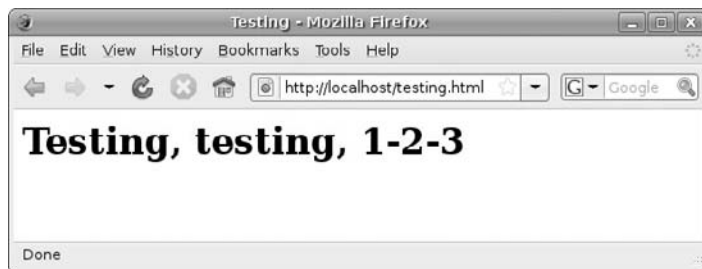 Testing - Mozilla Firefox
File Edit View History Bookmarks Tools Help
http://localhost/testing.html G Google
Testing, testing, 1-2-3
Done